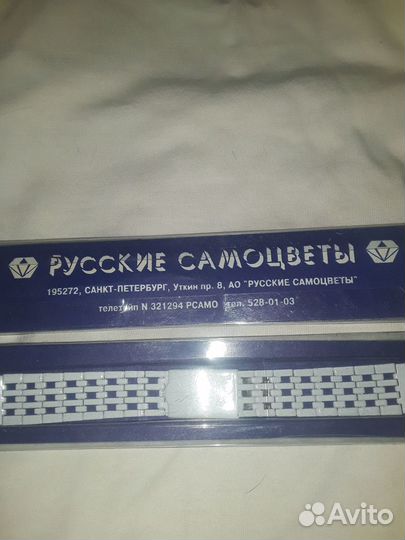 РУССКИЕ САМОЦВЕТЫ
195272, САНКТ-ПЕТЕРБУРГ, Уткин пр. 8, АО "РУССКИЕ САМОЦВЕТЫ"
телетайп N 321294 РСАМО тел. 528-01-03
Avito